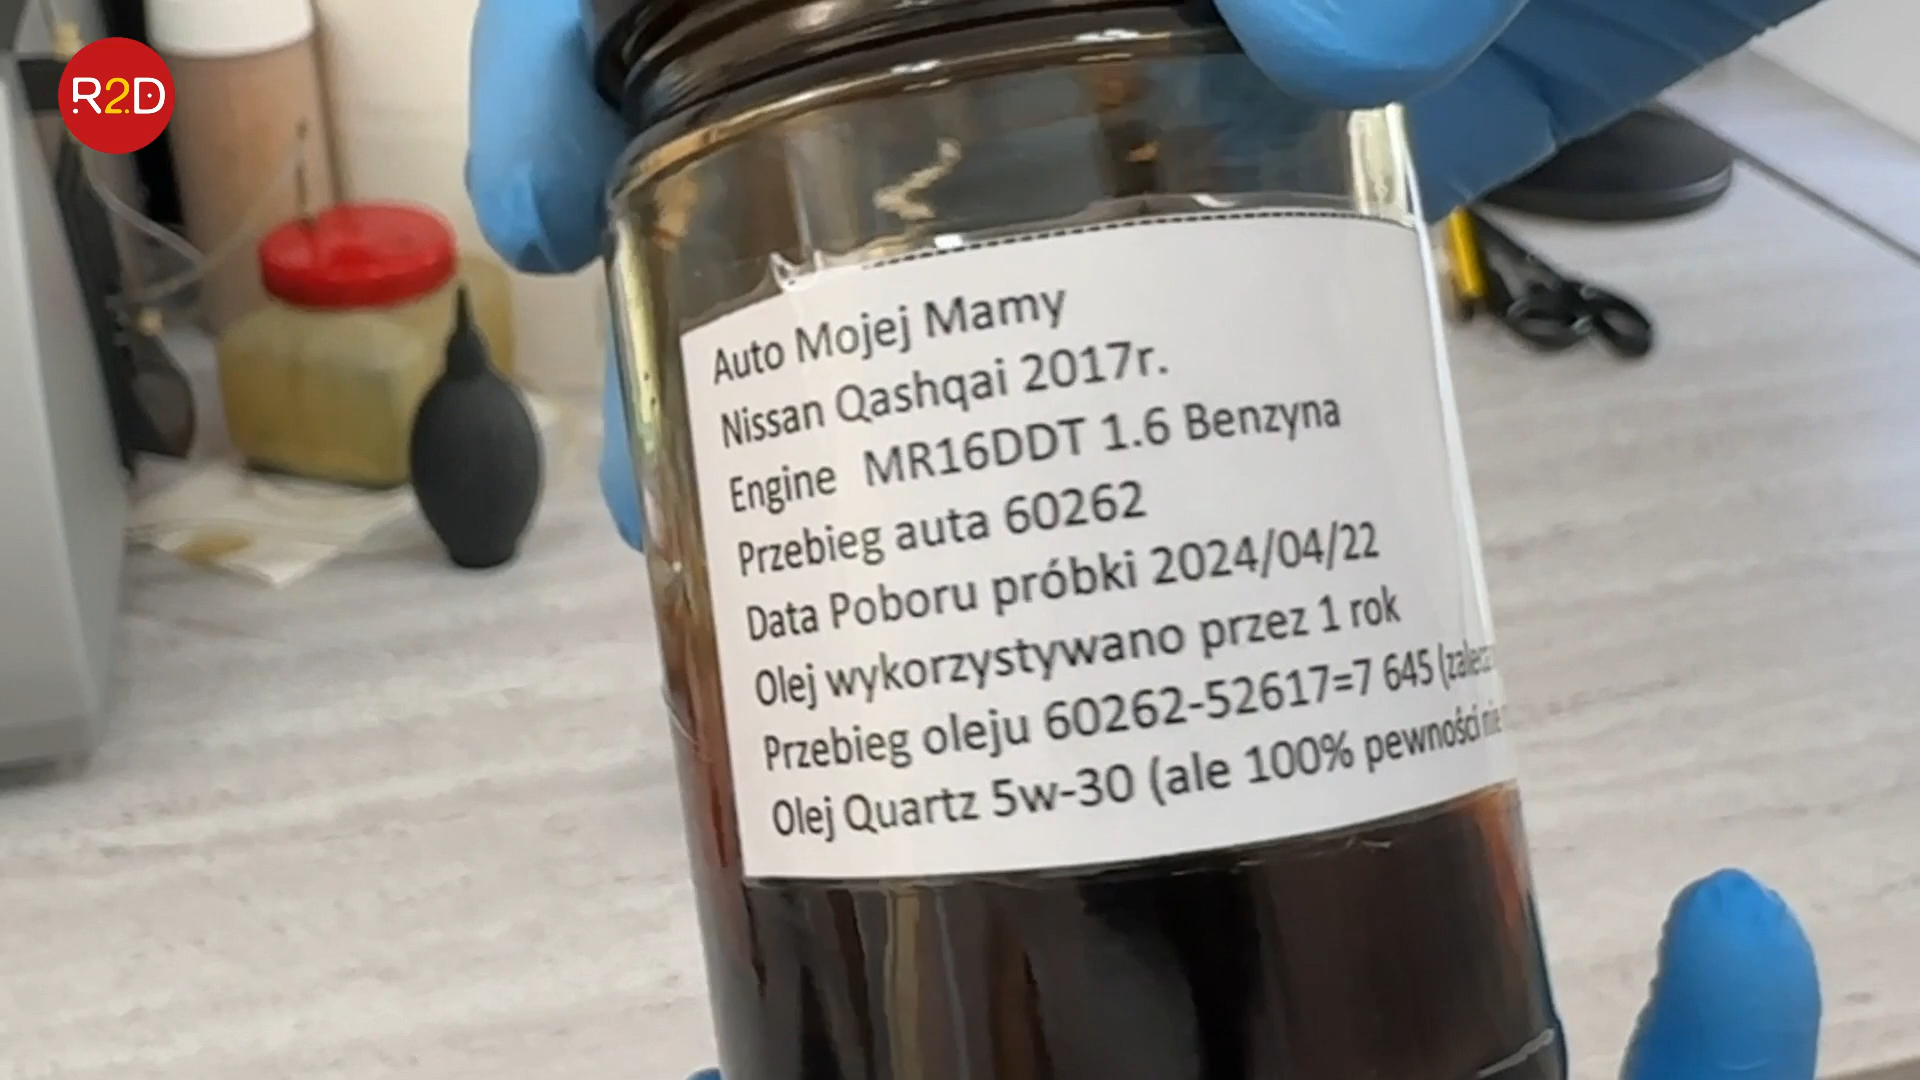 R2D
Auto Mojej Mamy
Nissan Qashqai 2017r.
Engine MR16DDT 1.6 Benzyna
Przebieg auta 60262
Data Poboru próbki 2024/04/22
Olej wykorzystywano przez 1 rok
Przebieg oleju 60262-52617=7 645
Olej Quartz 5w-30 (ale 100% pewności nie